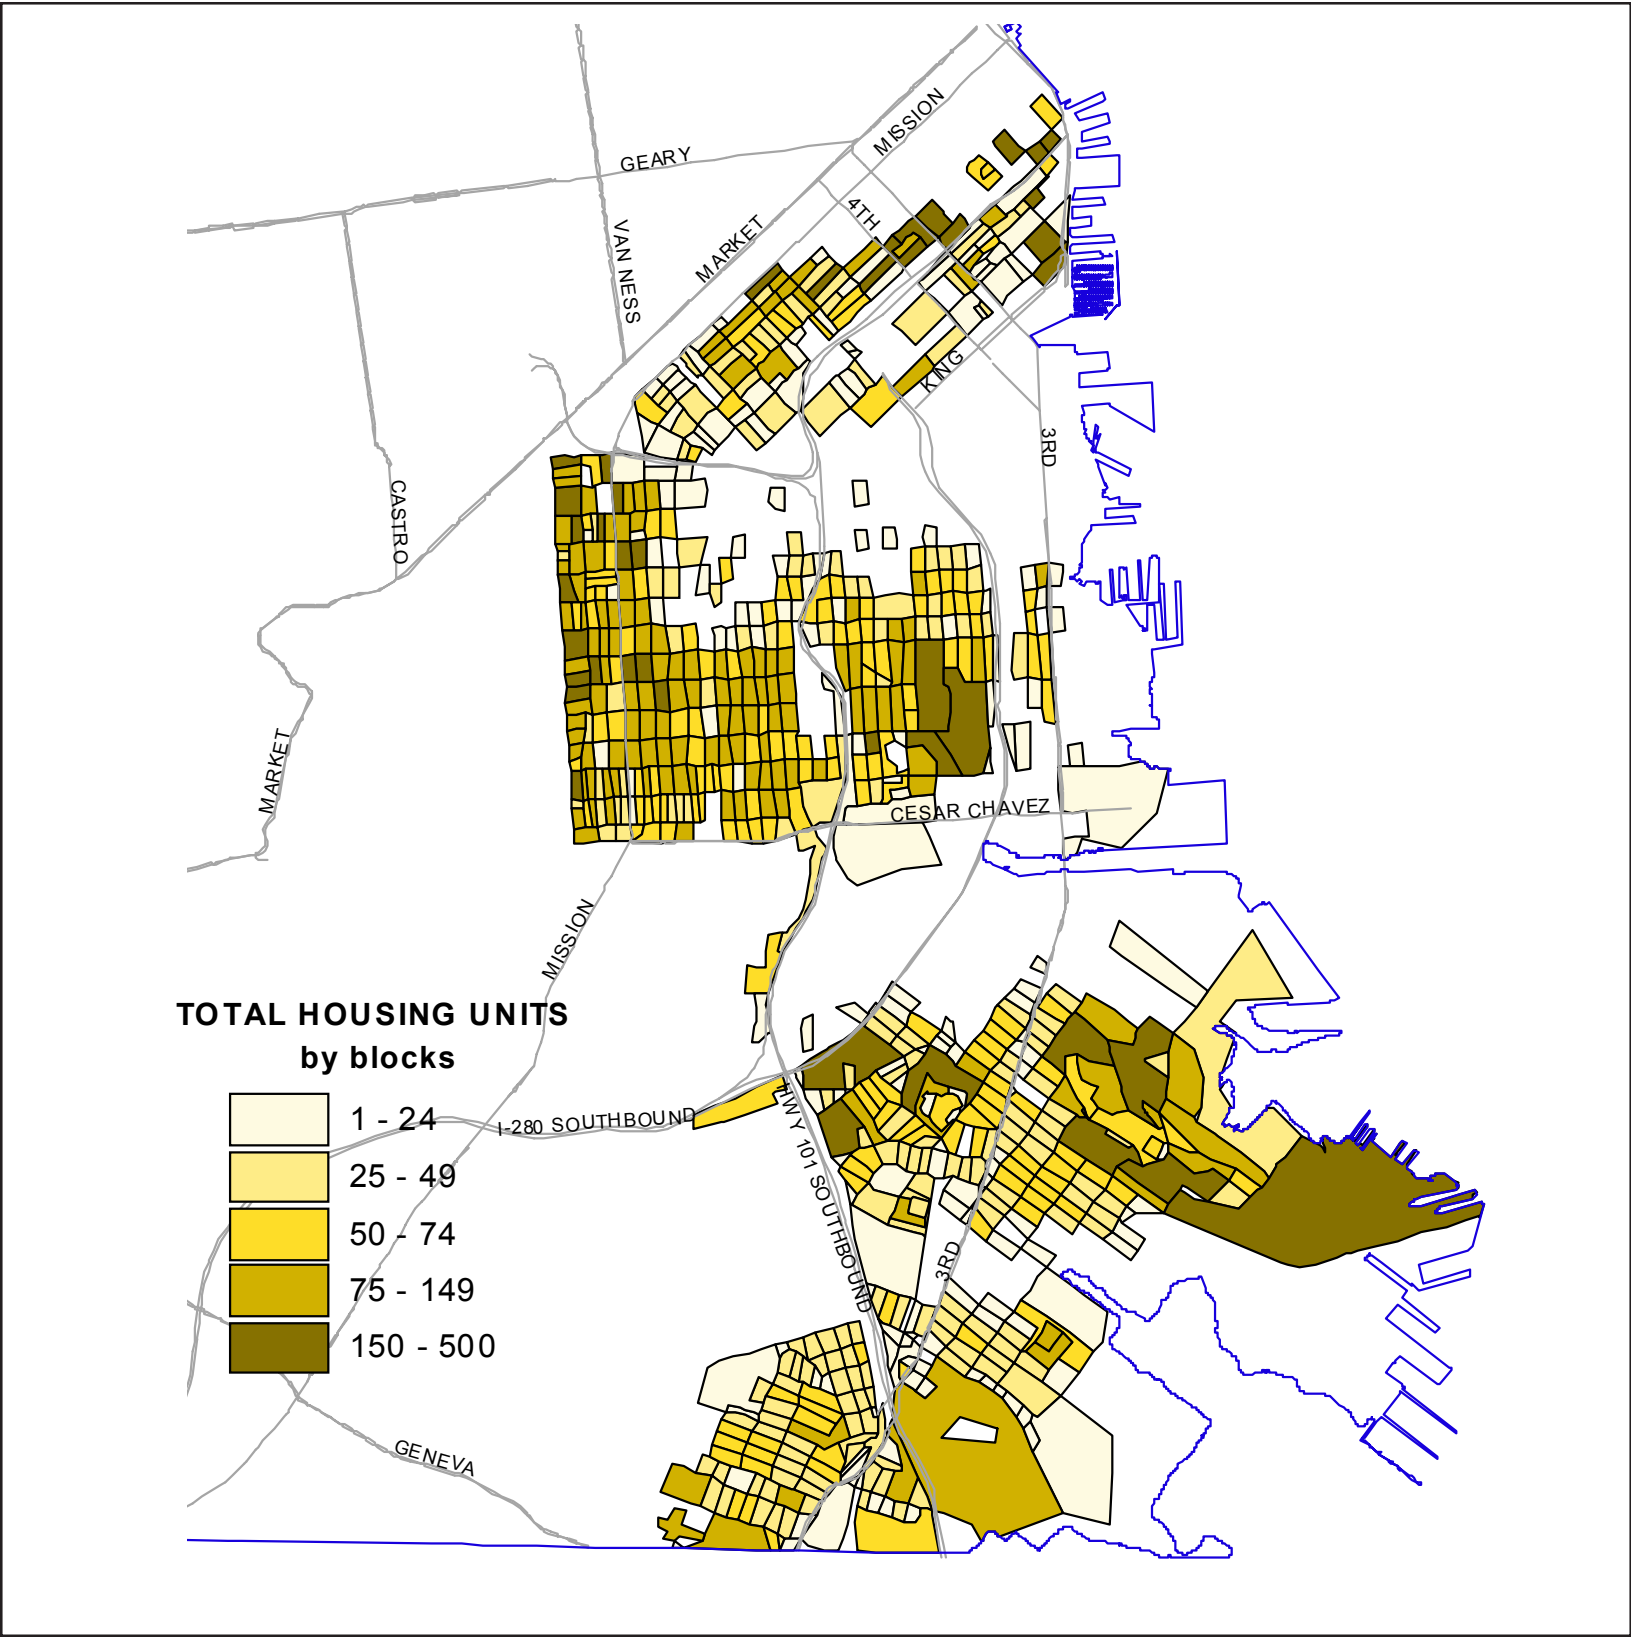 MISSION
GEARY
4TH
VAN NESS
MARKET
KING
3RD
CASTRO
MARKET
CESAR CHAVEZ
MISSION
TOTAL HOUSING UNITS
by blocks
1 - 24
I-280 SOUTHBOUND
25 - 49
50 - 74
75 - 149
150 - 500
HWY 101 SOUTHBOUND
3RD
GENEVA